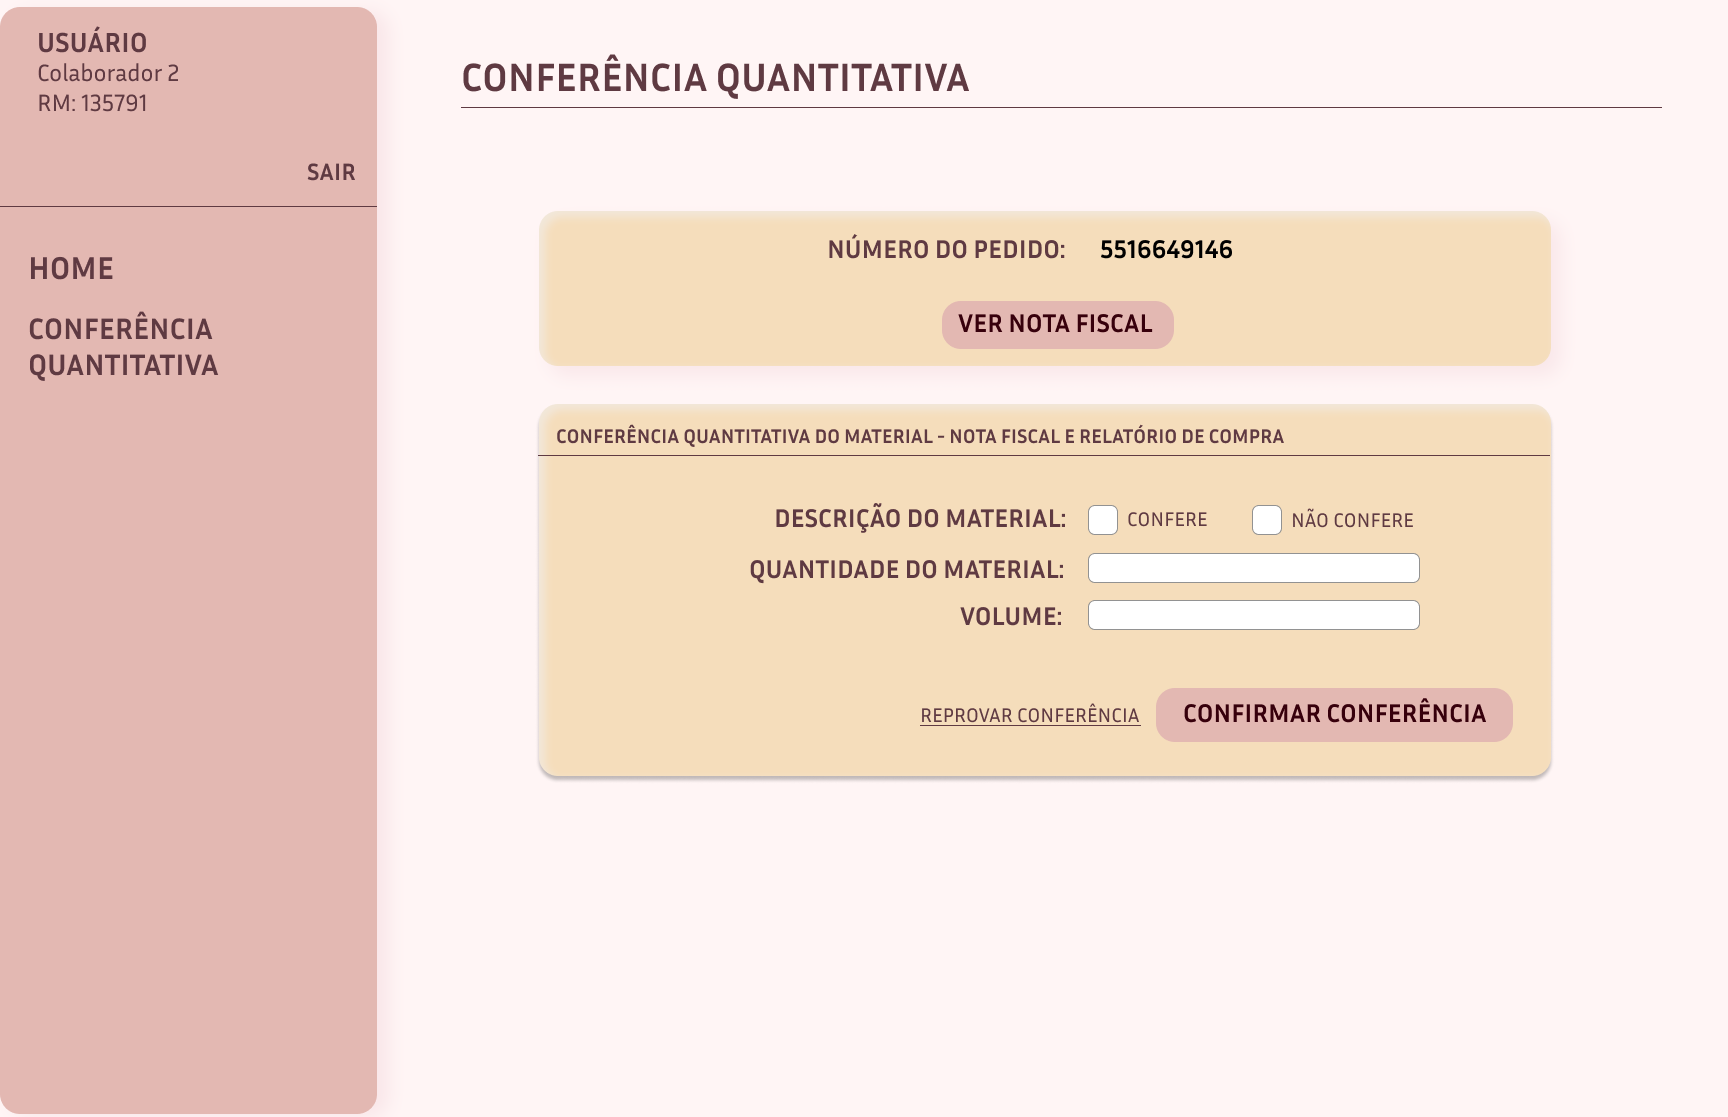 USUÁRIO
Colaborador 2
RM: 135791
SAIR
HOME
CONFERÊNCIA
QUANTITATIVA
CONFERÊNCIA QUANTITATIVA
NÚMERO DO PEDIDO: 5516649146
VER NOTA FISCAL
CONFERÊNCIA QUANTITATIVA DO MATERIAL - NOTA FISCAL E RELATÓRIO DE COMPRA
DESCRIÇÃO DO MATERIAL: CONFERE NÃO CONFERE
QUANTIDADE DO MATERIAL:
VOLUME:
REPROVAR CONFERÊNCIA CONFIRMAR CONFERÊNCIA